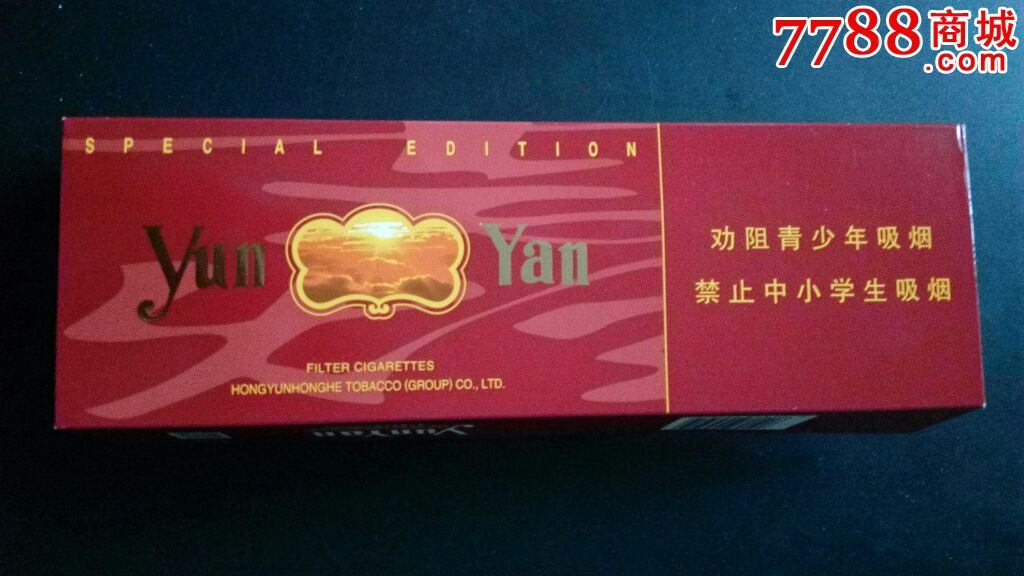 7788商城
.com
SPECIAL EDITION
Yun Yan
劝阻青少年吸烟
禁止中小学生吸烟
FILTER CIGARETTES
HONGYUNHONGHE TOBACCO (GROUP) CO., LTD.
Yunyan